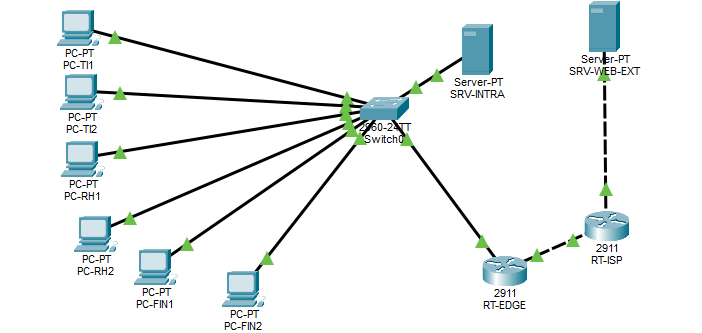 PC-PT
PC-TI1
PC-PT
PC-TI2
PC-PT
PC-RH1
PC-PT
PC-RH2
PC-PT
PC-FIN1
PC-PT
PC-FIN2
2960-24TT
Switch0
Server-PT
SRV-INTRA
Server-PT
SRV-WEB-EXT
2911
RT-ISP
2911
RT-EDGE